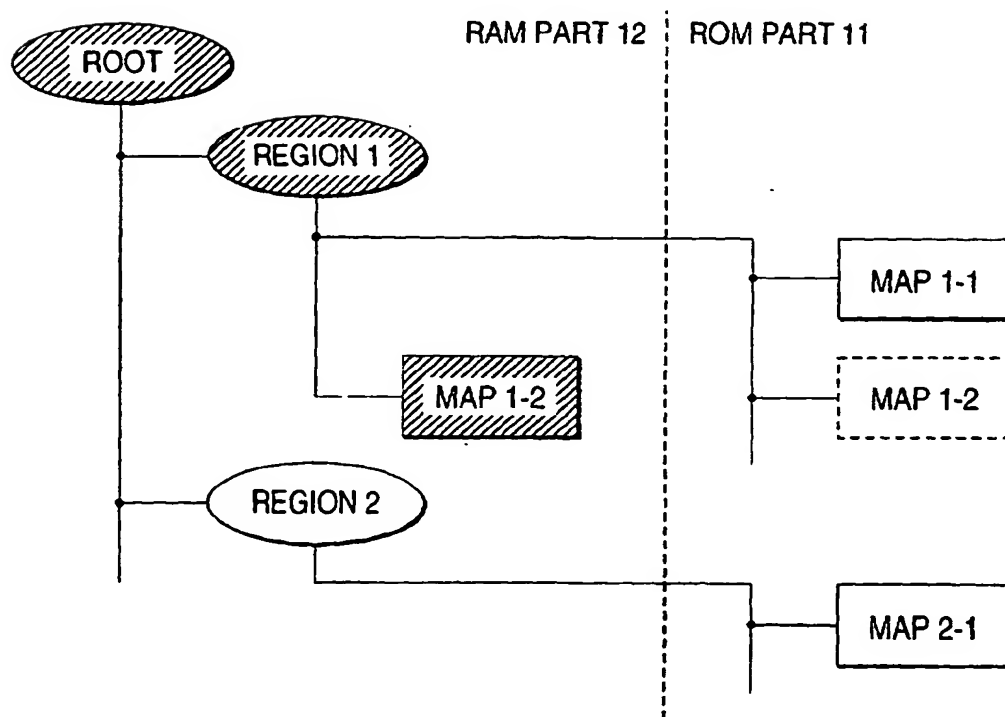 RAM PART 12 ROM PART 11
ROOT
REGION 1
MAP 1-1
MAP 1-2 MAP 1-2
REGION 2
MAP 2-1